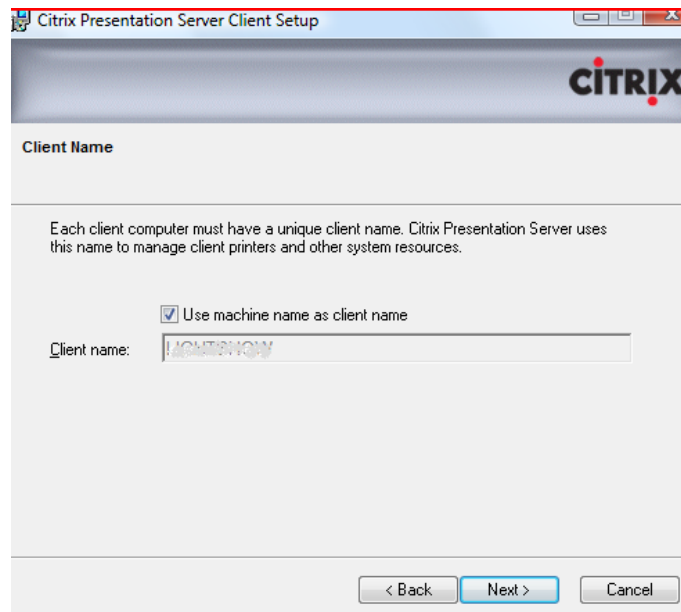 Citrix Presentation Server Client Setup
CİTRIX
Client Name
Each client computer must have a unique client name. Citrix Presentation Server uses
this name to manage client printers and other system resources.
Use machine name as client name
Client name:
< Back Next > Cancel